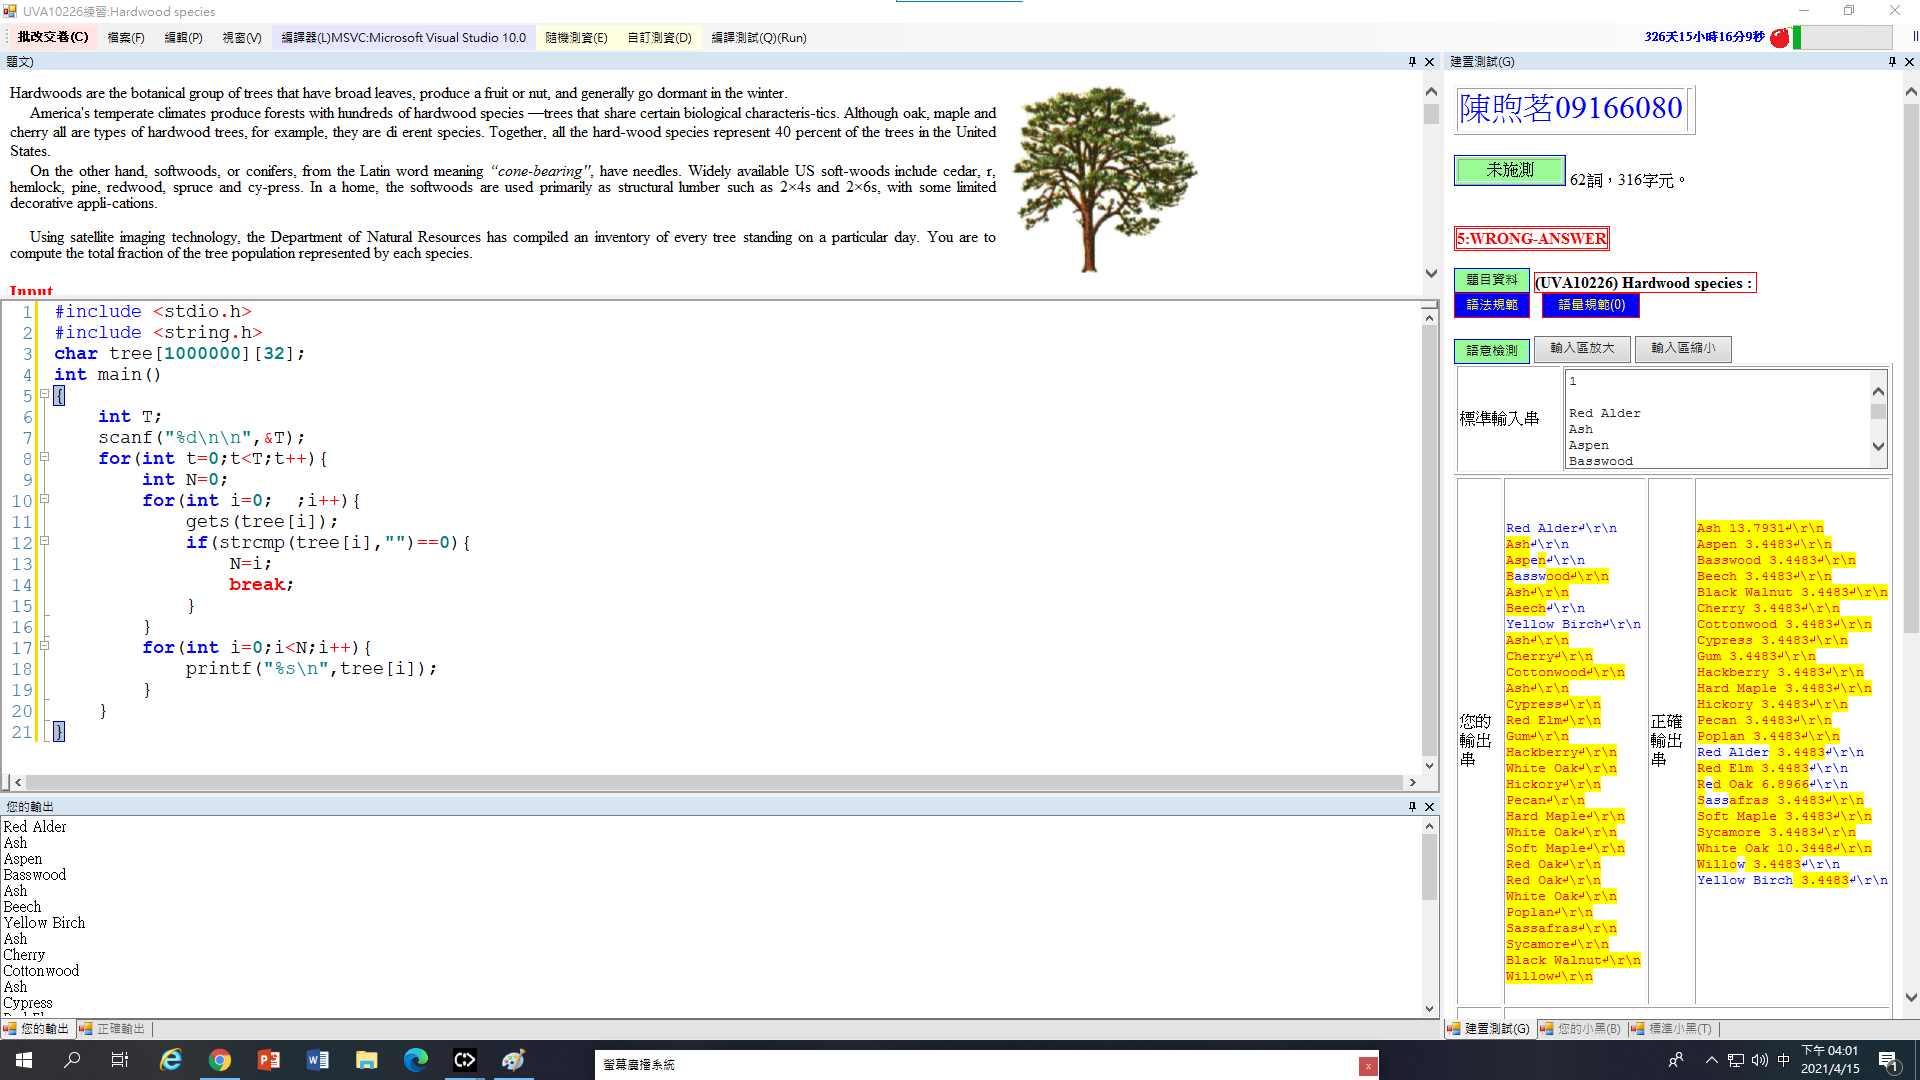 UVA10226練習:Hardwood species
批改交卷(C) 檔案(F) 編輯(P) 視窗(V) 編譯器(L)MSVC:Microsoft Visual Studio 10.0 隨機測資(E) 自訂測資(D) 編譯測試(Q)(Run) 326天15小時16分9秒
題文)
Hardwoods are the botanical group of trees that have broad leaves, produce a fruit or nut, and generally go dormant in the winter.
America's temperate climates produce forests with hundreds of hardwood species —trees that share certain biological characteris-tics. Although oak, maple and
cherry all are types of hardwood trees, for example, they are di erent species. Together, all the hard-wood species represent 40 percent of the trees in the United
States.
On the other hand, softwoods, or conifers, from the Latin word meaning “cone-bearing", have needles. Widely available US soft-woods include cedar, r,
hemlock, pine, redwood, spruce and cy-press. In a home, the softwoods are used primarily as structural lumber such as 2×4s and 2×6s, with some limited
decorative appli-cations.
Using satellite imaging technology, the Department of Natural Resources has compiled an inventory of every tree standing on a particular day. You are to
compute the total fraction of the tree population represented by each species.
Input
1 #include <stdio.h>
2 #include <string.h>
3 char tree[1000000][32];
4 int main()
5 {
6 int T;
7 scanf("%d\n\n",&T);
8 for(int t=0;t<T;t++){
9 int N=0;
10 for(int i=0; ;i++){
11 gets(tree[i]);
12 if(strcmp(tree[i],"")==0){
13 N=i;
14 break;
15 }
16 }
17 for(int i=0;i<N;i++){
18 printf("%s\n",tree[i]);
19 }
20 }
21 }
您的輸出
Red Alder
Ash
Aspen
Basswood
Ash
Beech
Yellow Birch
Ash
Cherry
Cottonwood
Ash
Cypress
您的輸出 正確輸出
建置測試(G)
陳煦茗09166080
未施測 62詞，316字元。
5:WRONG-ANSWER
題目資料 (UVA10226) Hardwood species :
語法規範 語量規範(0)
語意檢測 輸入區放大 輸入區縮小
標準輸入串
1
Red Alder
Ash
Aspen
Basswood
您的
輸出
串
Red Alder↲\r\n
Ash↲\r\n
Aspen↲\r\n
Basswood↲\r\n
Ash↲\r\n
Beech↲\r\n
Yellow Birch↲\r\n
Ash↲\r\n
Cherry↲\r\n
Cottonwood↲\r\n
Ash↲\r\n
Cypress↲\r\n
Red Elm↲\r\n
Gum↲\r\n
Hackberry↲\r\n
White Oak↲\r\n
Hickory↲\r\n
Pecan↲\r\n
Hard Maple↲\r\n
White Oak↲\r\n
Soft Maple↲\r\n
Red Oak↲\r\n
Red Oak↲\r\n
White Oak↲\r\n
Poplan↲\r\n
Sassafras↲\r\n
Sycamore↲\r\n
Black Walnut↲\r\n
Willow↲\r\n
正確
輸出
串
Ash 13.7931↲\r\n
Aspen 3.4483↲\r\n
Basswood 3.4483↲\r\n
Beech 3.4483↲\r\n
Black Walnut 3.4483↲\r\n
Cherry 3.4483↲\r\n
Cottonwood 3.4483↲\r\n
Cypress 3.4483↲\r\n
Gum 3.4483↲\r\n
Hackberry 3.4483↲\r\n
Hard Maple 3.4483↲\r\n
Hickory 3.4483↲\r\n
Pecan 3.4483↲\r\n
Poplan 3.4483↲\r\n
Red Alder 3.4483↲\r\n
Red Elm 3.4483↲\r\n
Red Oak 6.8966↲\r\n
Sassafras 3.4483↲\r\n
Soft Maple 3.4483↲\r\n
Sycamore 3.4483↲\r\n
White Oak 10.3448↲\r\n
Willow 3.4483↲\r\n
Yellow Birch 3.4483↲\r\n
建置測試(G) 您的小黑(B) 標準小黑(T)
螢幕廣播系統
中
下午 04:01
2021/4/15
1